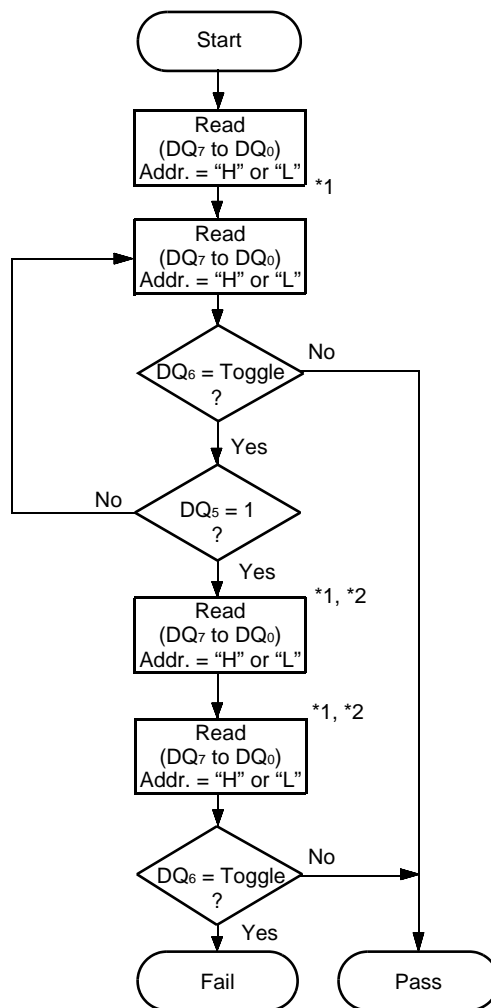 Start
Read
(DQ7 to DQ0)
Addr. = “H” or “L”
*1
Read
(DQ7 to DQ0)
Addr. = “H” or “L”
No
DQ6 = Toggle
?
Yes
No
DQ5 = 1
?
Yes
*1, *2
Read
(DQ7 to DQ0)
Addr. = “H” or “L”
*1, *2
Read
(DQ7 to DQ0)
Addr. = “H” or “L”
No
DQ6 = Toggle
?
Yes
Fail
Pass